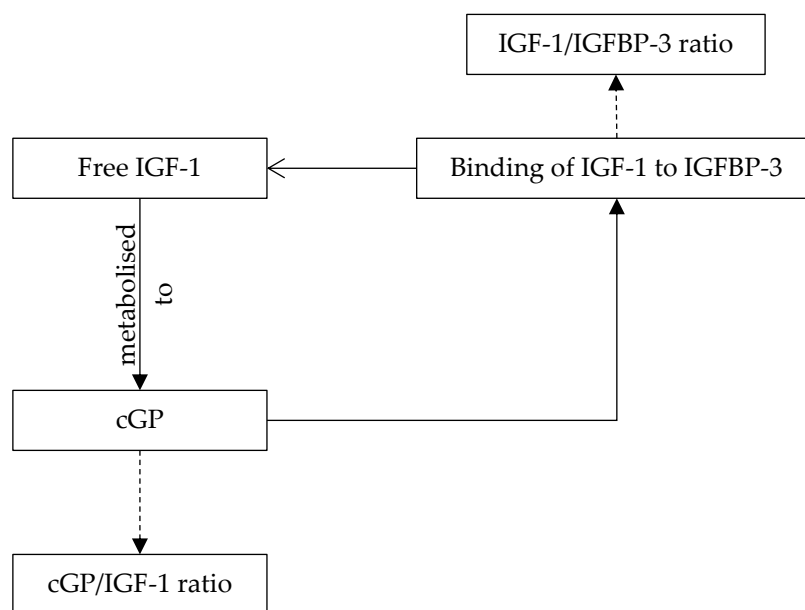 IGF-1/IGFBP-3 ratio
Free IGF-1
Binding of IGF-1 to IGFBP-3
metabolised
to
cGP
cGP/IGF-1 ratio